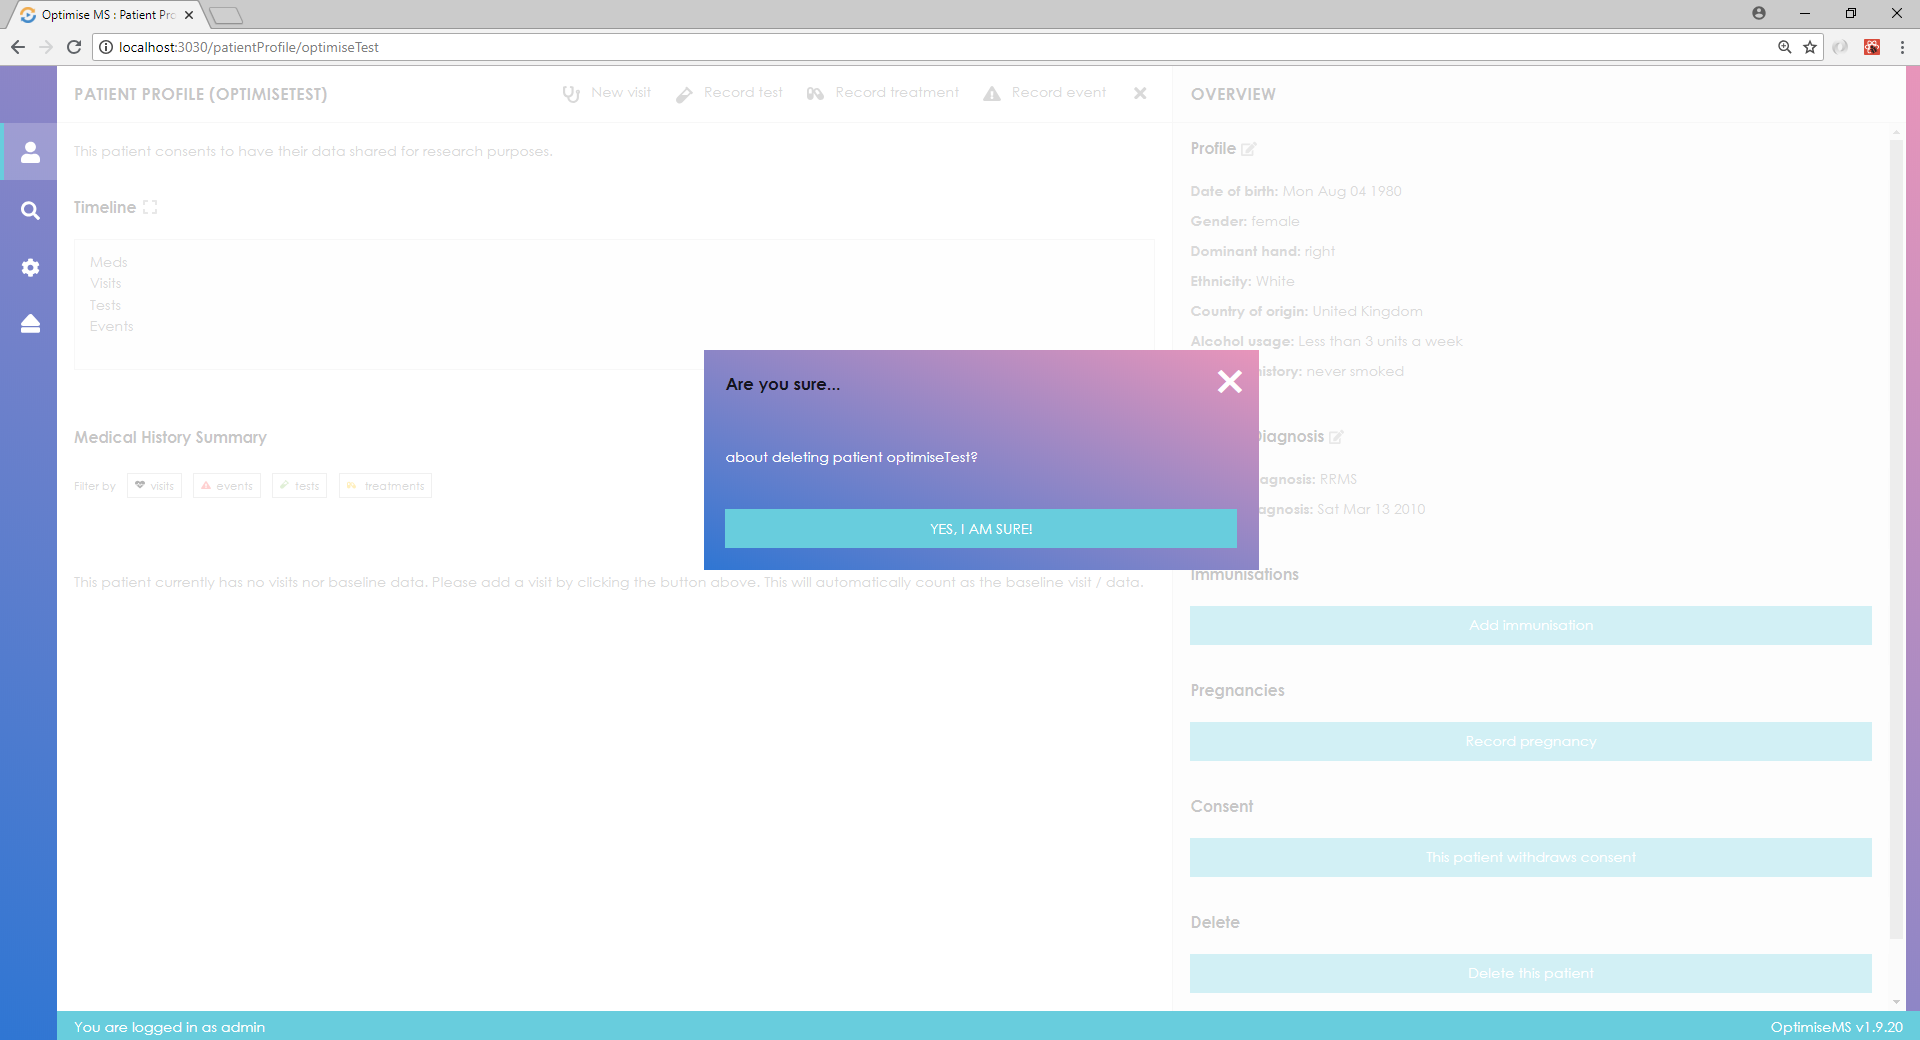 Optimise MS : Patient Pro
localhost:3030/patientProfile/optimiseTest
PATIENT PROFILE (OPTIMISETEST)
New visit
Record test
Record treatment
Record event
This patient consents to have their data shared for research purposes.
Timeline
Meds
Visits
Tests
Events
Medical History Summary
Filter by
visits
events
tests
treatments
This patient currently has no visits nor baseline data. Please add a visit by clicking the button above. This will automatically count as the baseline visit / data.
Are you sure...
about deleting patient optimiseTest?
YES, I AM SURE!
OVERVIEW
Profile
Date of birth: Mon Aug 04 1980
Gender: female
Dominant hand: right
Ethnicity: White
Country of origin: United Kingdom
Alcohol usage: Less than 3 units a week
istory: never smoked
Diagnosis
agnosis: RRMS
agnosis: Sat Mar 13 2010
Immunisations
Add immunisation
Pregnancies
Record pregnancy
Consent
This patient withdraws consent
Delete
Delete this patient
You are logged in as admin
OptimiseMS v1.9.20